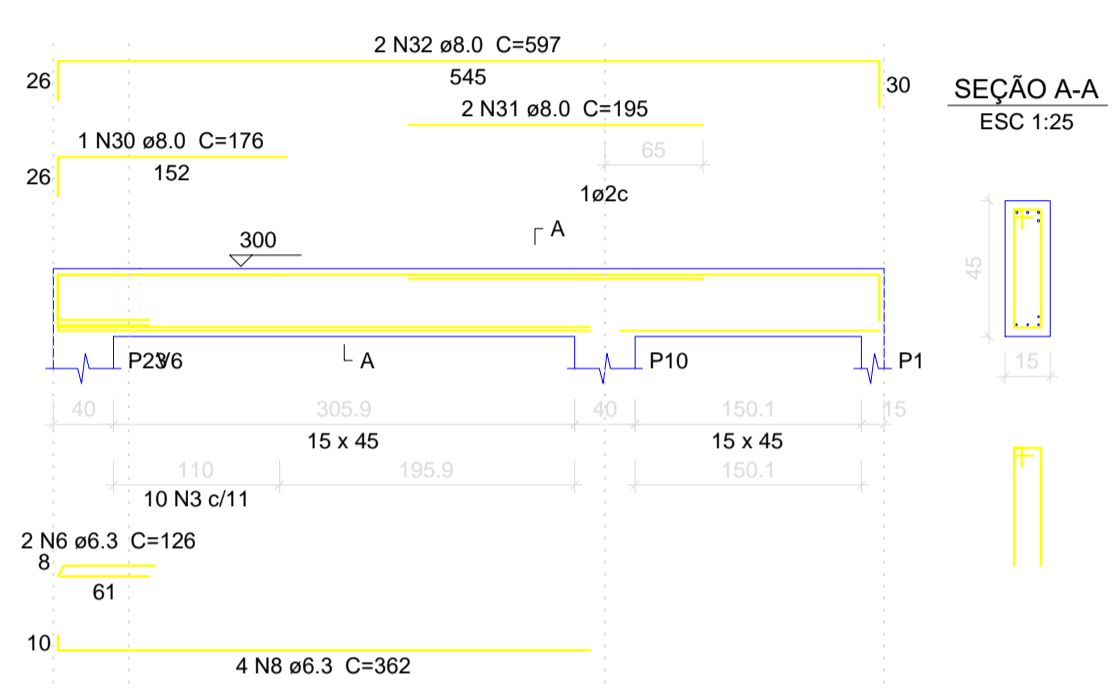 2 N32 ø8.0 C=597
26
545
30
SEÇÃO A-A
ESC 1:25
2 N31 ø8.0 C=195
1 N30 ø8.0 C=176
65
26
152
1ø2c
A
300
45
A
P10
P1
15
40
305.9
40
150.1
15
15 x 45
15 x 45
110
195.9
150.1
10 N3 c/11
2 N6 ø6.3 C=126
8
61
10
4 N8 ø6.3 C=362